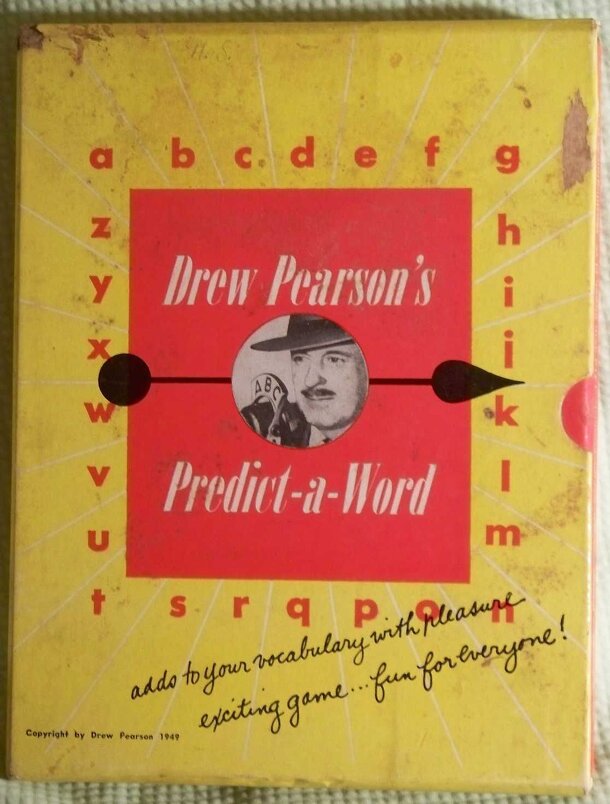 a b c d e f g
z h
Drew Pearson's
y i
x j
ABC
w k
Predict-a-Word
v l
u m
t s r q p o n
adds to your vocabulary with pleasure
exciting game... fun for everyone!
Copyright by Drew Pearson 1949